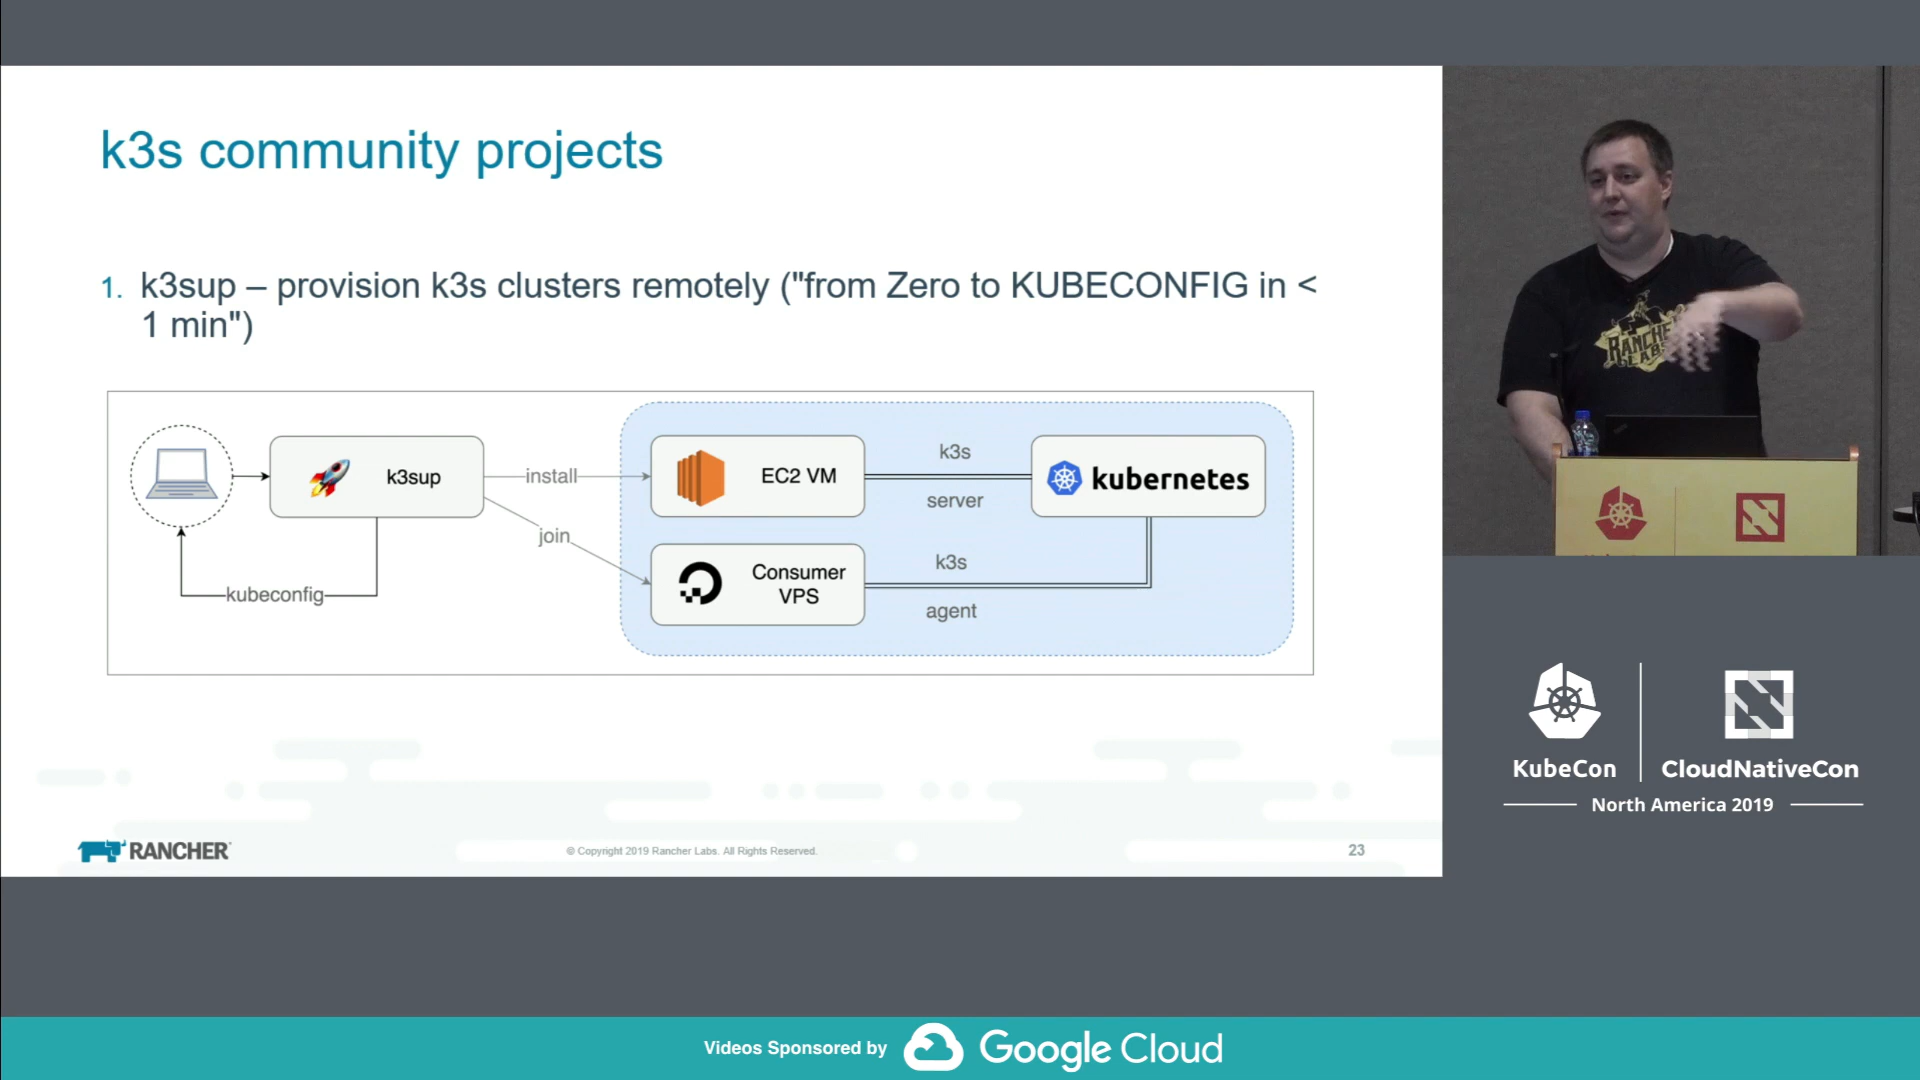 k3s community projects
1. k3sup – provision k3s clusters remotely ("from Zero to KUBECONFIG in <
1 min")
k3sup
install
join
kubeconfig
EC2 VM
k3s
server
kubernetes
Consumer
VPS
k3s
agent
RANCHER
© Copyright 2019 Rancher Labs. All Rights Reserved.
23
RANCHER
LABS
KubeCon
CloudNativeCon
North America 2019
Videos Sponsored by
Google Cloud